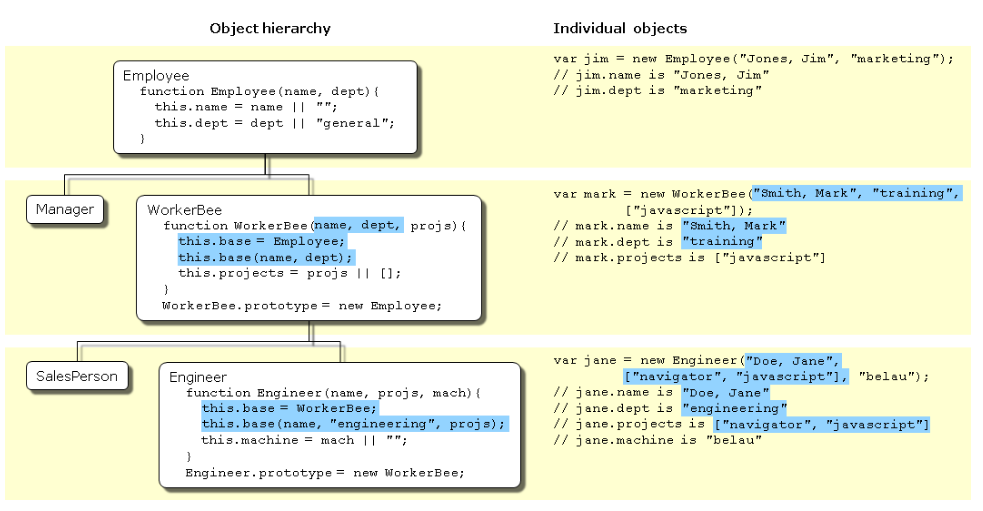 Object hierarchy
Individual objects
Employee
function Employee(name, dept){
this.name = name || "";
this.dept = dept || "general";
}
var jim = new Employee("Jones, Jim", "marketing");
// jim.name is "Jones, Jim"
// jim.dept is "marketing"
Manager
WorkerBee
function WorkerBee(name, dept, projs){
this.base = Employee;
this.base(name, dept);
this.projects = projs || [];
}
WorkerBee.prototype = new Employee;
var mark = new WorkerBee("Smith, Mark", "training",
["javascript"]);
// mark.name is "Smith, Mark"
// mark.dept is "training"
// mark.projects is ["javascript"]
SalesPerson
Engineer
function Engineer(name, projs, mach){
this.base = WorkerBee;
this.base(name, "engineering", projs);
this.machine = mach || "";
}
Engineer.prototype = new WorkerBee;
var jane = new Engineer("Doe, Jane",
["navigator", "javascript"], "belau");
// jane.name is "Doe, Jane"
// jane.dept is "engineering"
// jane.projects is ["navigator", "javascript"]
// jane.machine is "belau"